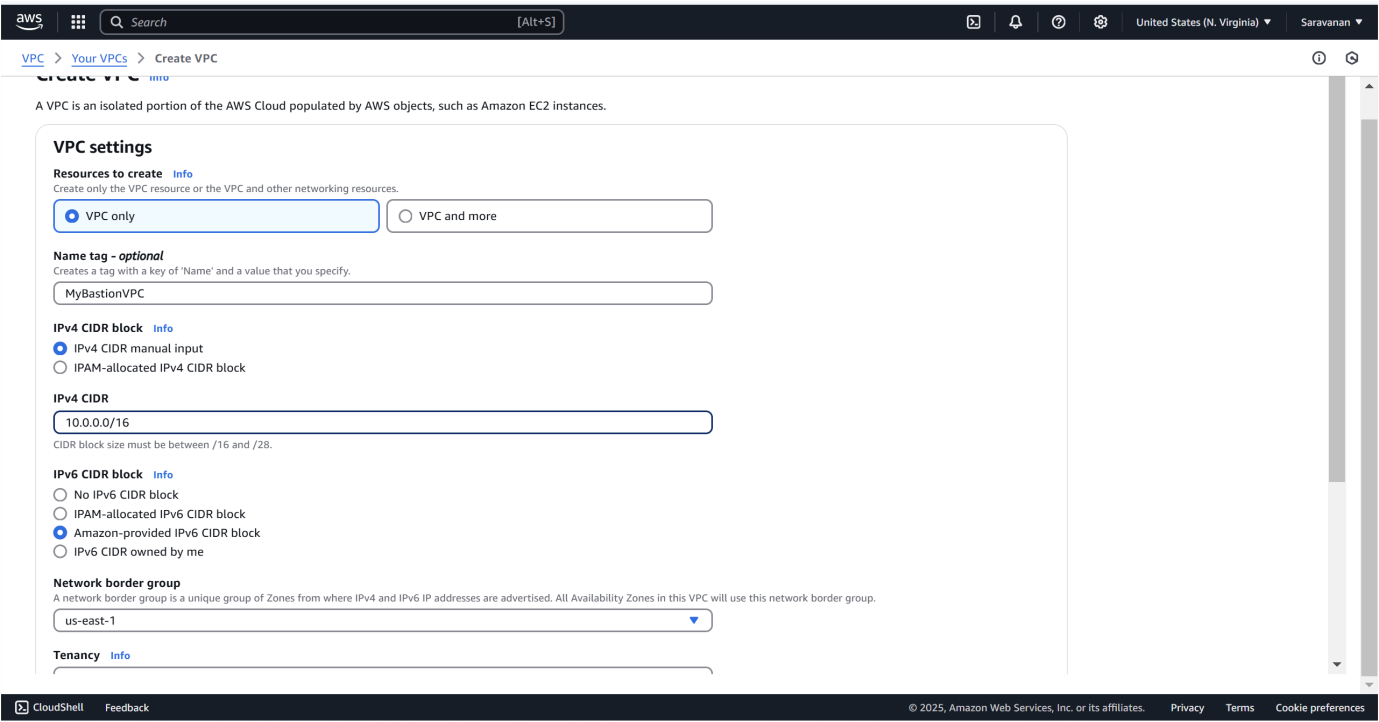 aws Search [Alt+S] United States (N. Virginia) ▼ Saravanan ▼
VPC > Your VPCs > Create VPC
Create VPC Info
A VPC is an isolated portion of the AWS Cloud populated by AWS objects, such as Amazon EC2 instances.
VPC settings
Resources to create Info
Create only the VPC resource or the VPC and other networking resources.
VPC only VPC and more
Name tag - optional
Creates a tag with a key of 'Name' and a value that you specify.
MyBastionVPC
IPv4 CIDR block Info
IPv4 CIDR manual input
IPAM-allocated IPv4 CIDR block
IPv4 CIDR
10.0.0.0/16
CIDR block size must be between /16 and /28.
IPv6 CIDR block Info
No IPv6 CIDR block
IPAM-allocated IPv6 CIDR block
Amazon-provided IPv6 CIDR block
IPv6 CIDR owned by me
Network border group
A network border group is a unique group of Zones from where IPv4 and IPv6 IP addresses are advertised. All Availability Zones in this VPC will use this network border group.
us-east-1
Tenancy Info
CloudShell Feedback © 2025, Amazon Web Services, Inc. or its affiliates. Privacy Terms Cookie preferences